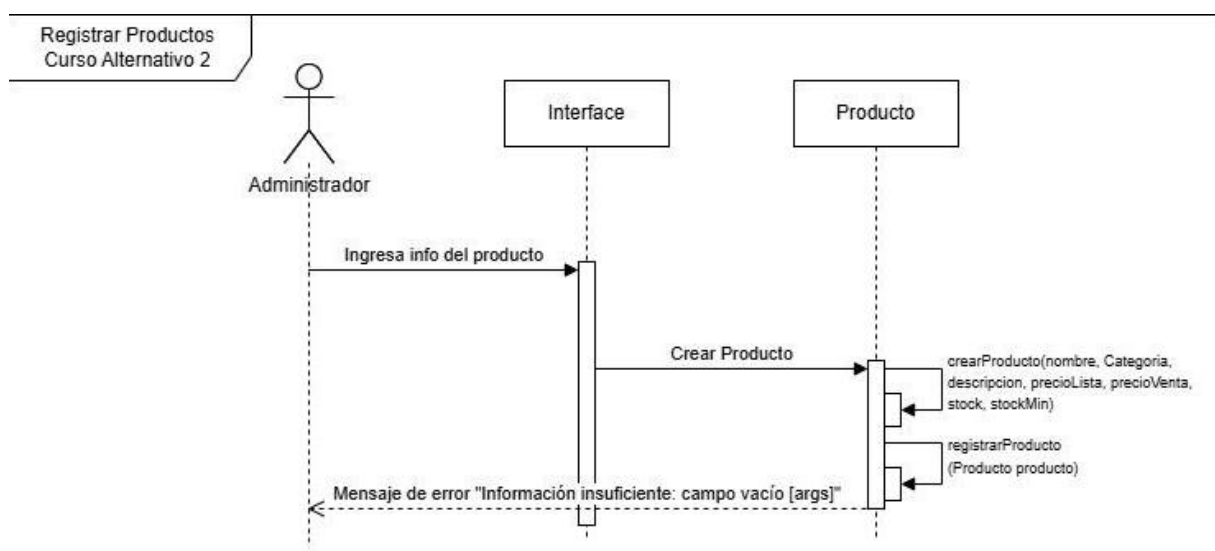 Registrar Productos
Curso Alternativo 2
Interface
Producto
Administrador
Ingresa info del producto
Crear Producto
crearProducto(nombre, Categoria,
descripcion, precioLista, precioVenta,
stock, stockMin)
registrarProducto
(Producto producto)
Mensaje de error "Información insuficiente: campo vacío [args]"